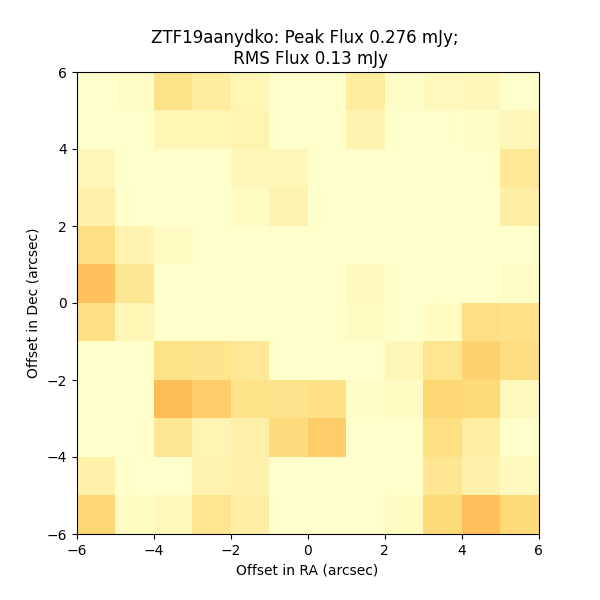 ZTF19aanydko: Peak Flux 0.276 mJy;
RMS Flux 0.13 mJy
6
4
2
0
−2
−4
−6
Offset in Dec (arcsec)
−6 −4 −2 0 2 4 6
Offset in RA (arcsec)